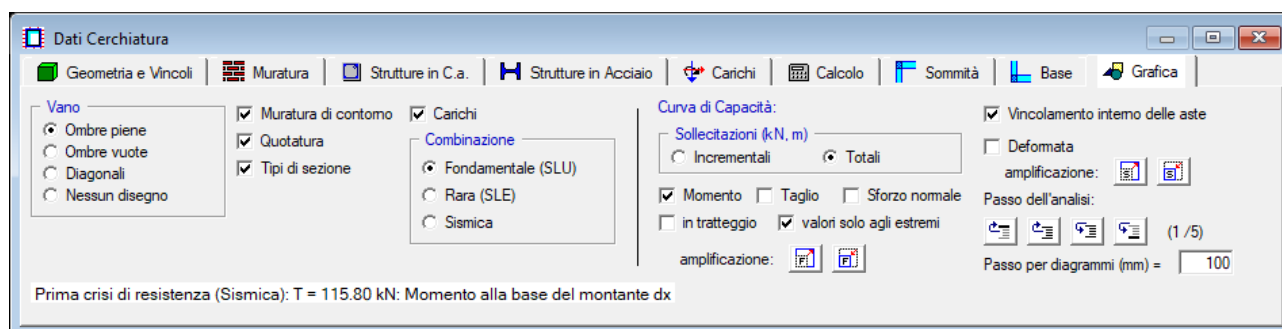 Dati Cerchiatura
Geometria e Vincoli
Muratura
Strutture in C.a.
Strutture in Acciaio
Carichi
Calcolo
Sommità
Base
Grafica
Vano
Ombre piene
Ombre vuote
Diagonali
Nessun disegno
Muratura di contorno
Quotatura
Tipi di sezione
Carichi
Combinazione
Fondamentale (SLU)
Rara (SLE)
Sismica
Curva di Capacità:
Sollecitazioni (kN, m)
Incrementali Totali
Momento Taglio Sforzo normale
in tratteggio valori solo agli estremi
amplificazione: F F
Vincolamento interno delle aste
Deformata
amplificazione: S S
Passo dell'analisi:
(1 /5)
Passo per diagrammi (mm) = 100
Prima crisi di resistenza (Sismica): T = 115.80 kN: Momento alla base del montante dx